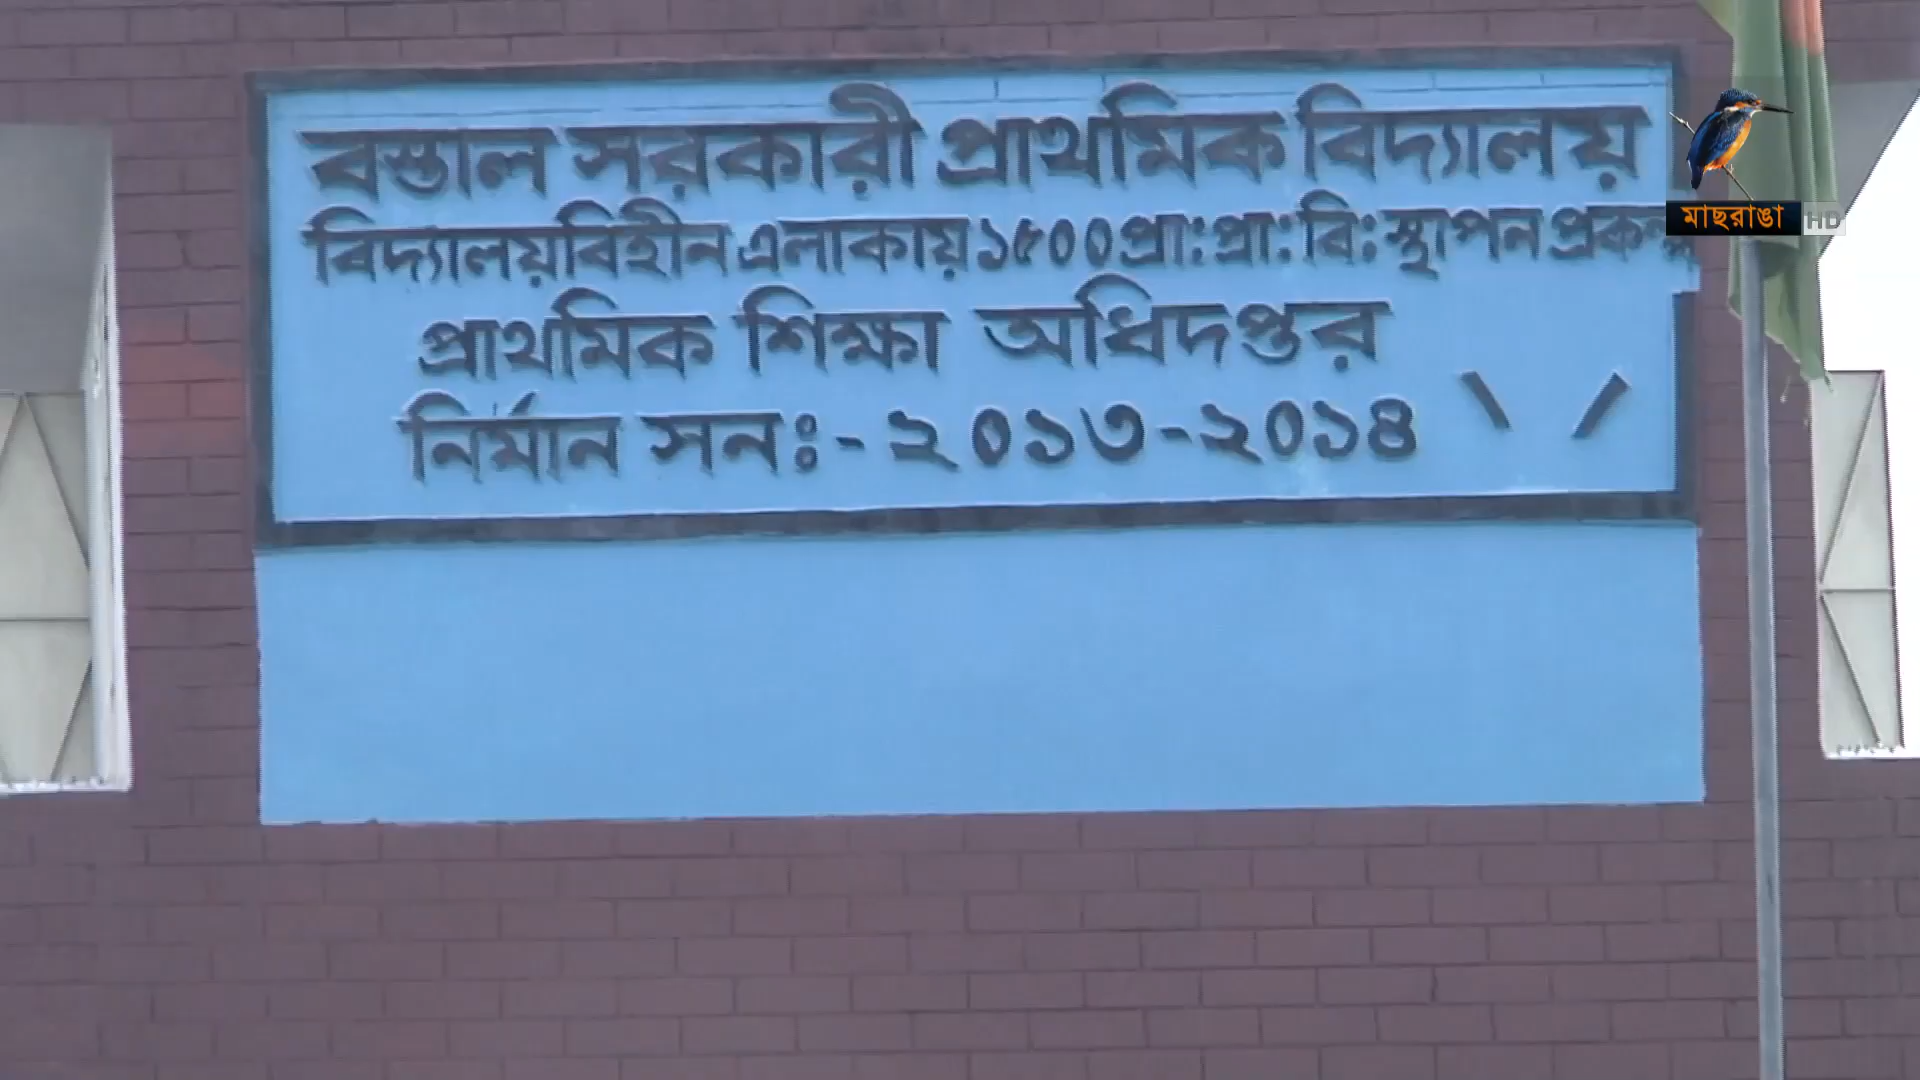 বস্তাল সরকারী প্রাথমিক বিদ্যালয়
বিদ্যালয়বিহীন এলাকায় ১৫০০ প্রা: প্রা: বি: স্থাপন প্রকল্প
প্রাথমিক শিক্ষা অধিদপ্তর
নির্মান সনঃ- ২০১৩-২০১৪
মাছরাঙা HD